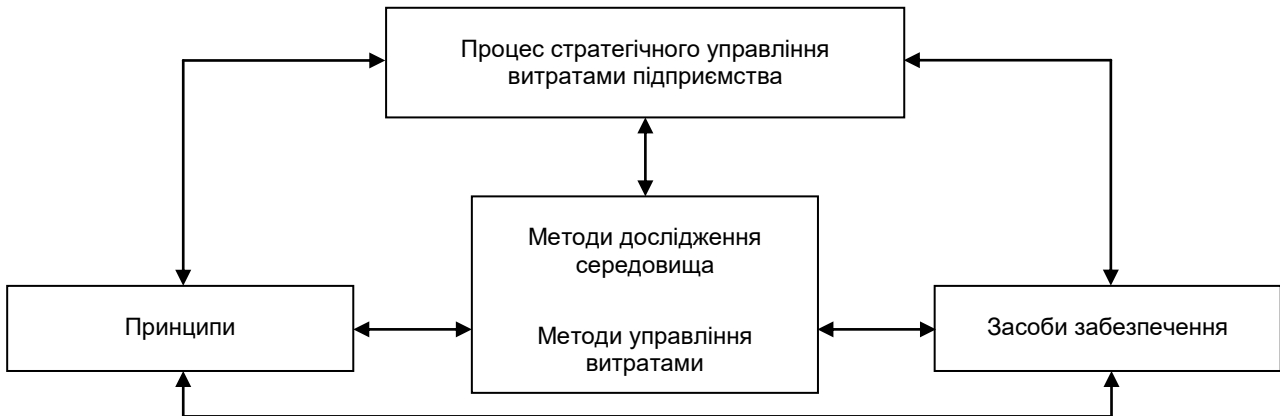 Процес стратегічного управління
витратами підприємства
Методи дослідження
середовища
Принципи
Методи управління
витратами
Засоби забезпечення